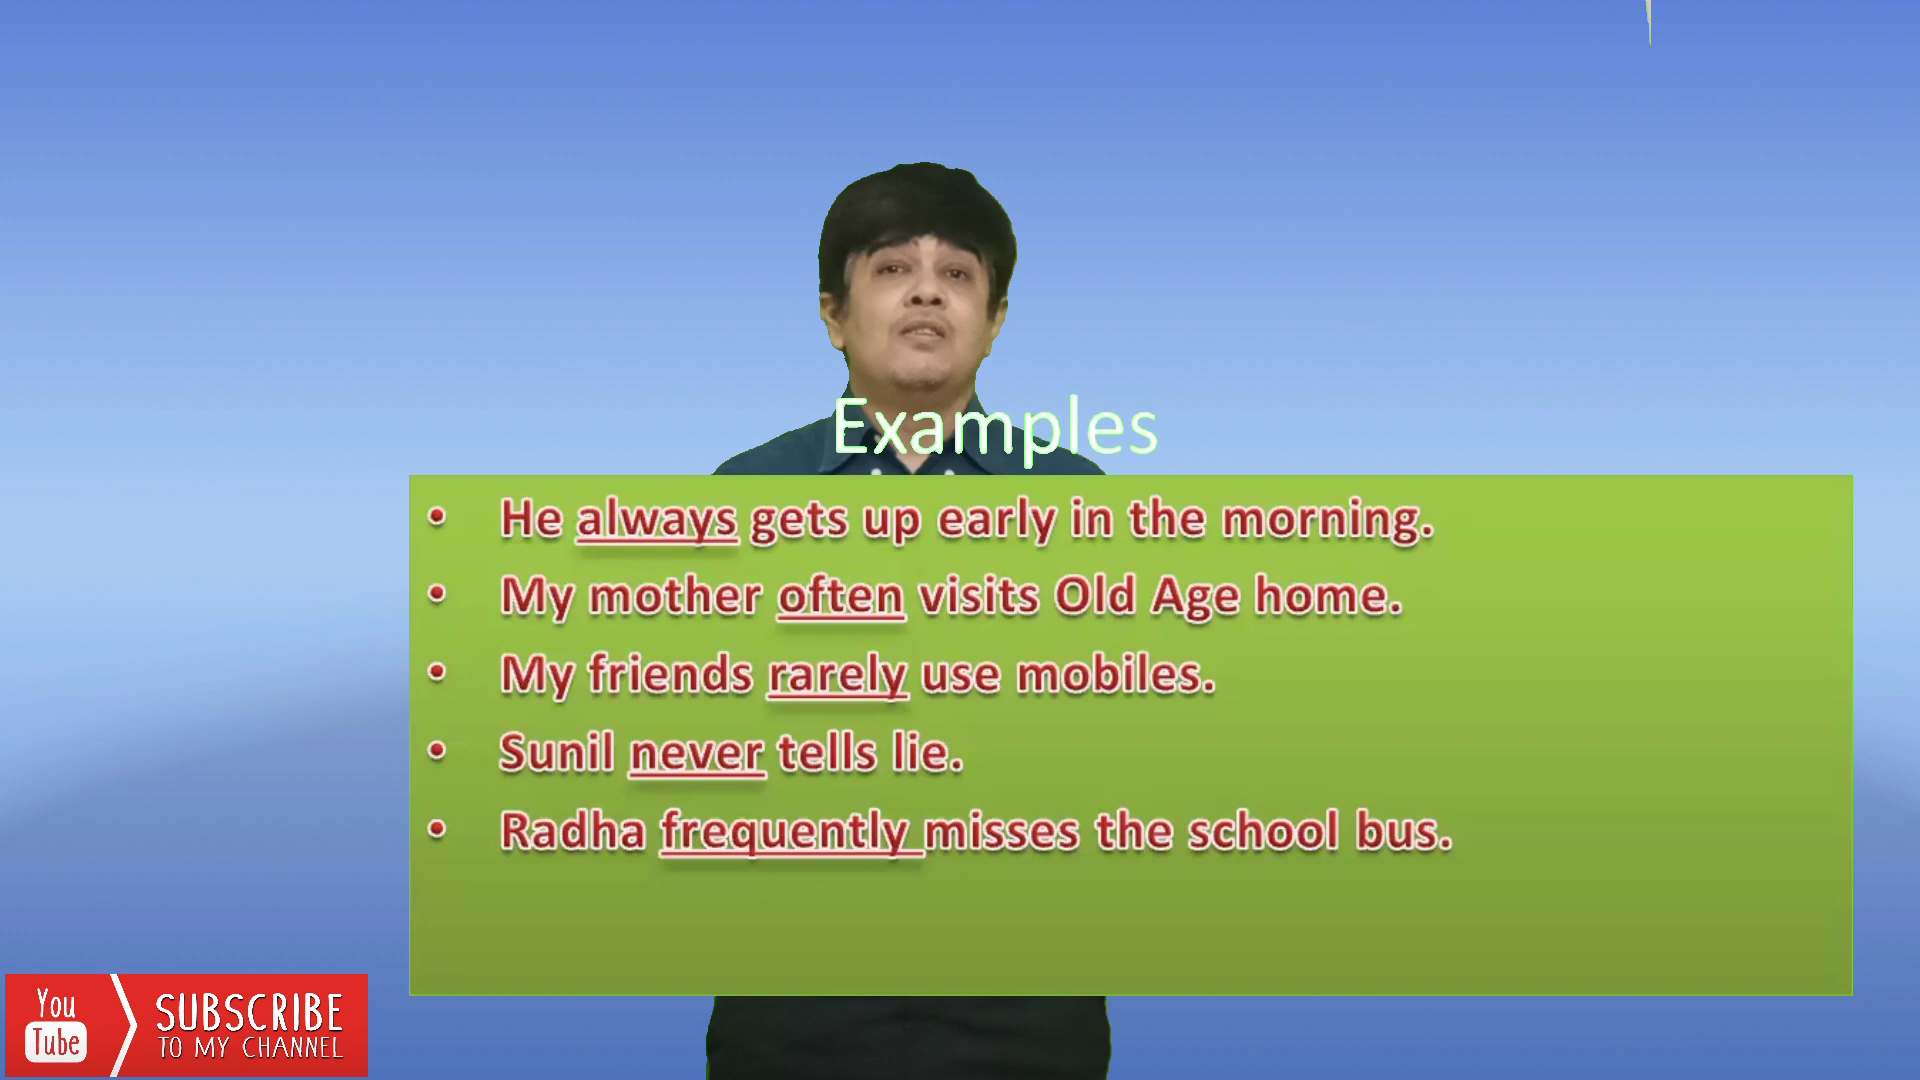 Examples
• He always gets up early in the morning.
• My mother often visits Old Age home.
• My friends rarely use mobiles.
• Sunil never tells lie.
• Radha frequently misses the school bus.
You Tube
SUBSCRIBE
TO MY CHANNEL